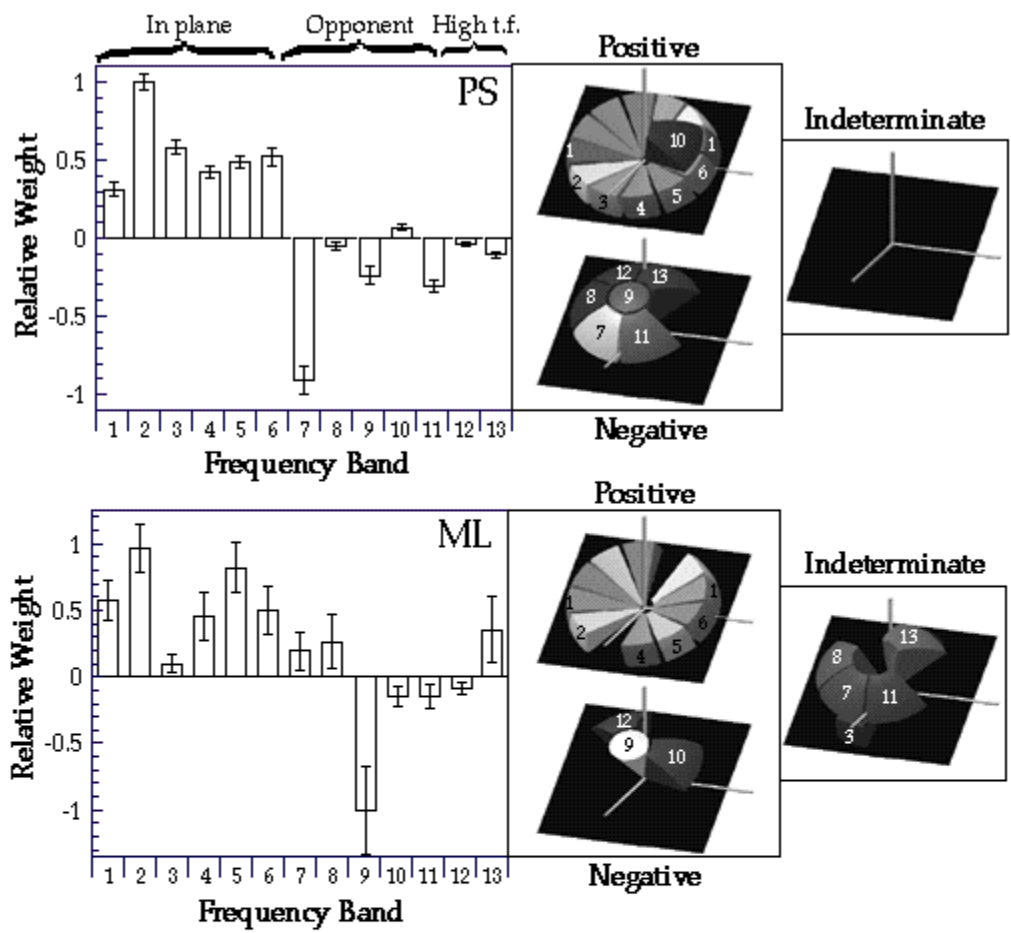 In plane Opponent High t.f.
PS
Relative Weight
1
0.5
0
-0.5
-1
1 2 3 4 5 6 7 8 9 10 11 12 13
Frequency Band
Positive
1 2 3 4 5 6 1 10
12 13
8 9
7 11
Negative
Indeterminate
ML
Relative Weight
1
0.5
0
-0.5
-1
1 2 3 4 5 6 7 8 9 10 11 12 13
Frequency Band
Positive
1 2 4 5 6 1
12
9 10
Negative
Indeterminate
13
8
7 11
3